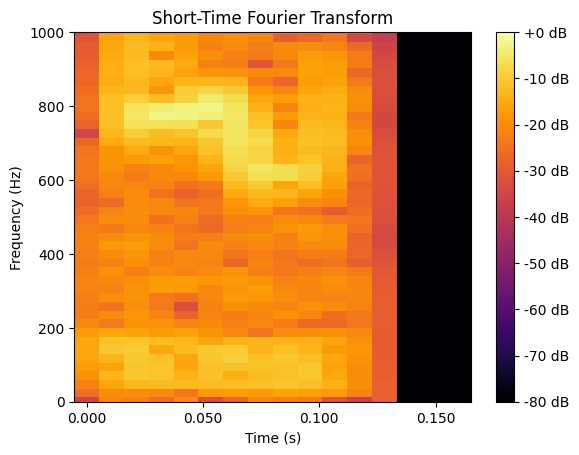 Short-Time Fourier Transform
Frequency (Hz)
1000
800
600
400
200
0
0.000 0.050 0.100 0.150
Time (s)
+0 dB
-10 dB
-20 dB
-30 dB
-40 dB
-50 dB
-60 dB
-70 dB
-80 dB